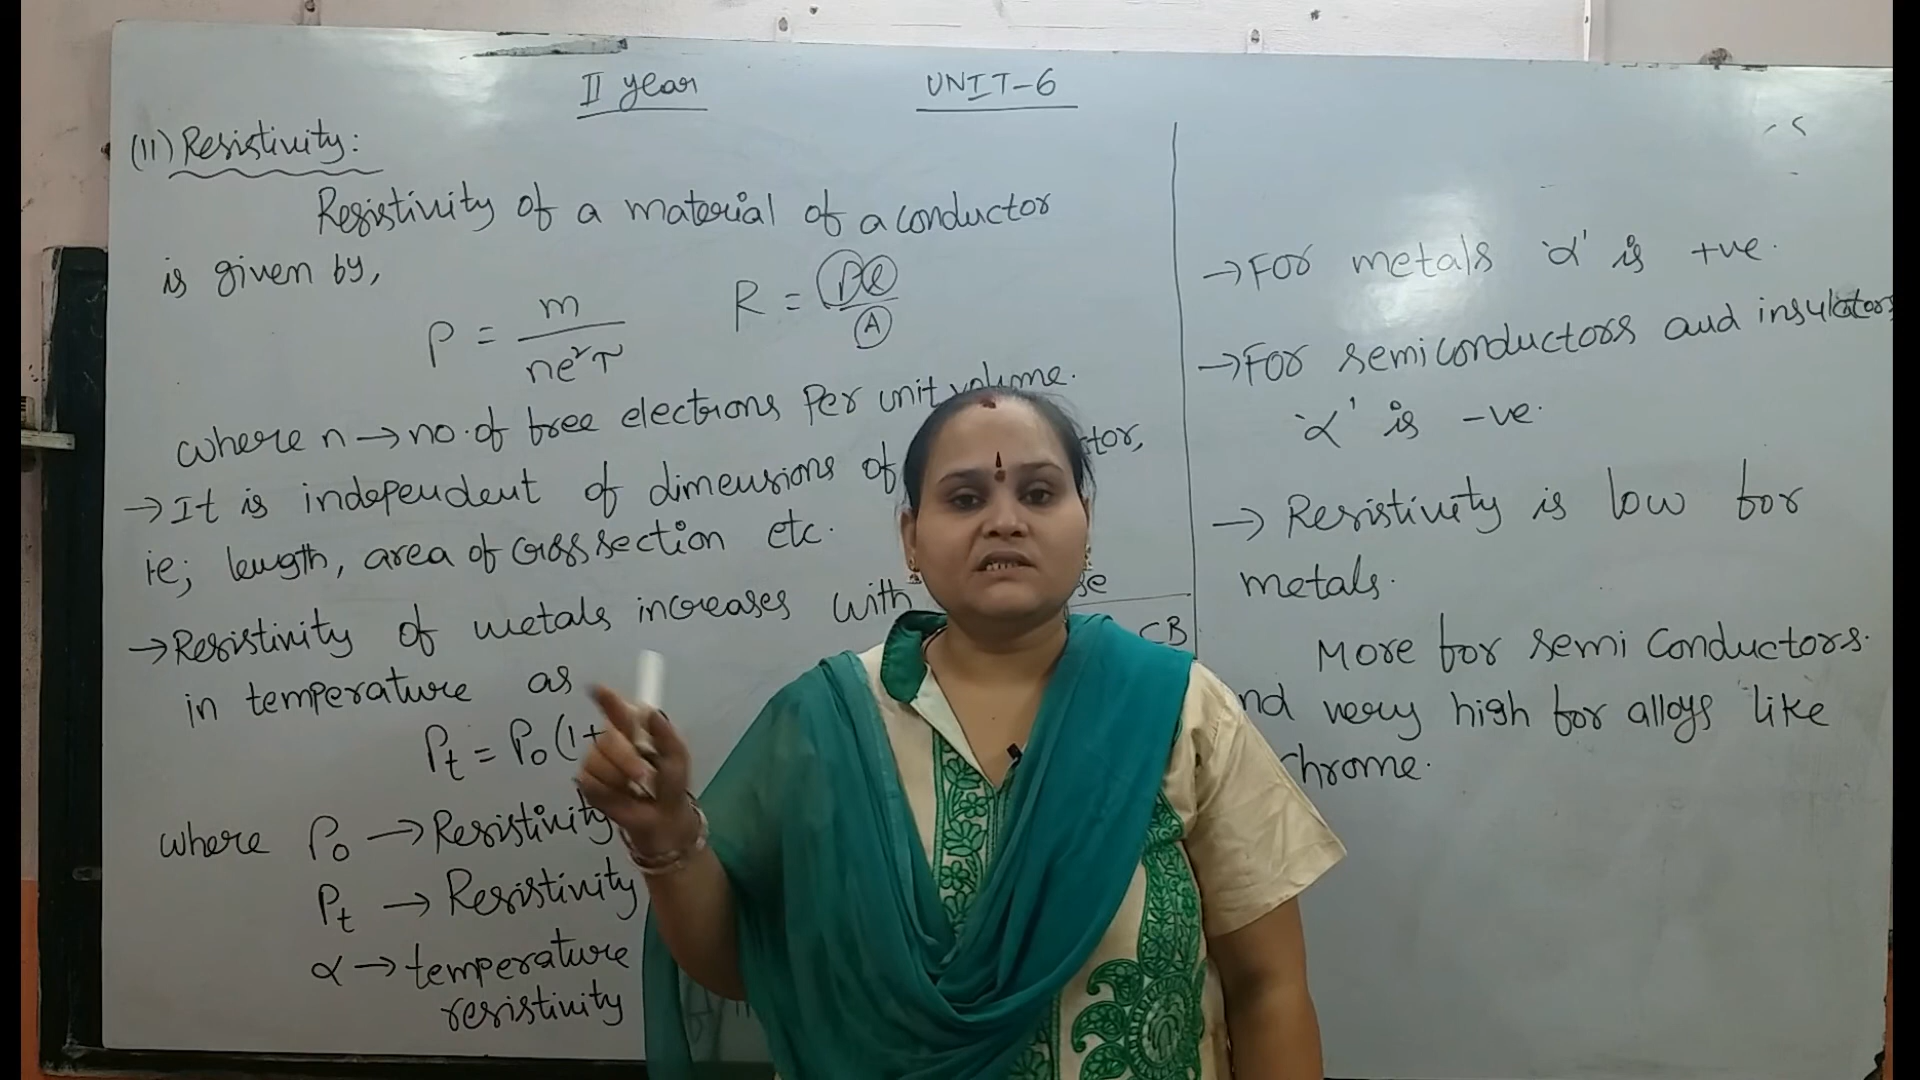 II year
UNIT-6
(11) Resistivity:
Resistivity of a material of a conductor
is given by,
ρ = m / ne²τ
R = ρl / A
where n → no. of free electrons per unit volume.
→ It is independent of dimensions of
ie; length, area of cross section etc.
→ Resistivity of metals increases with
in temperature as
ρt = ρ0 (1+
where ρ0 → Resistivity
ρt → Resistivity
α → temperature
resistivity
CB
→ For metals 'α' is +ve.
→ For semiconductors and insulators
'α' is -ve.
→ Resistivity is low for
metals.
More for semi conductors.
very high for alloys like